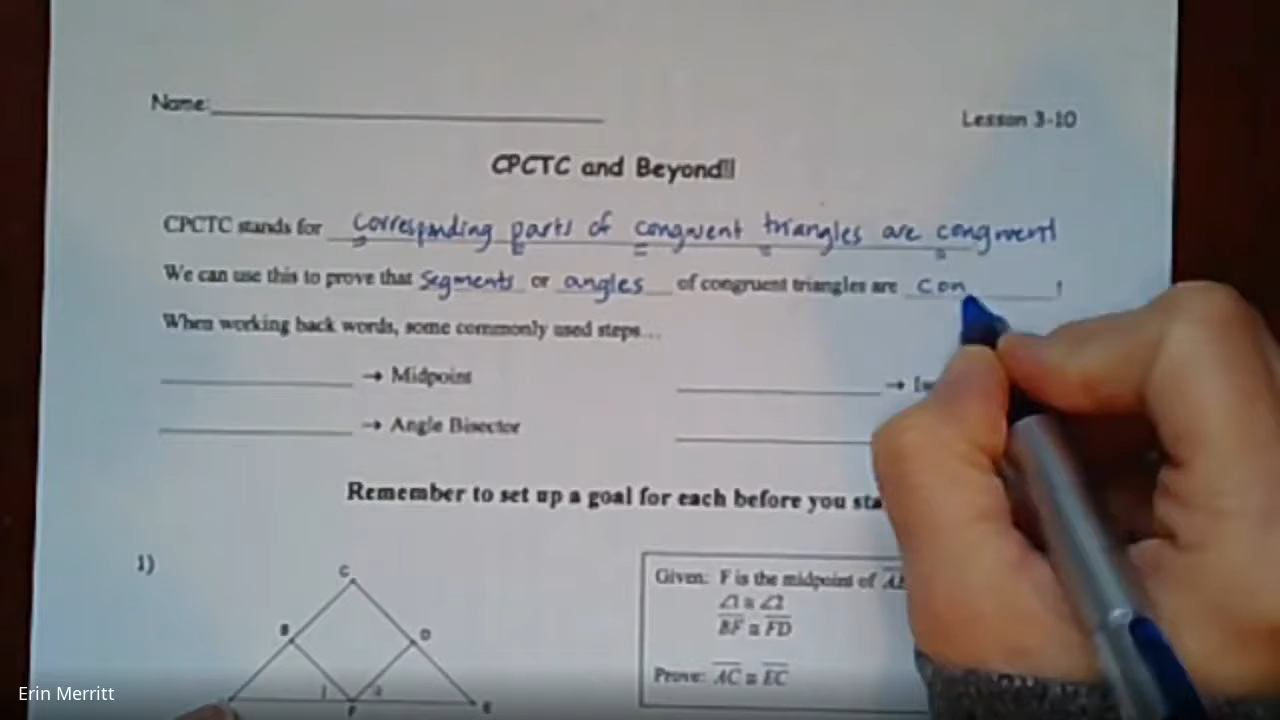 Name:
Lesson 3-10
CPCTC and Beyond!!
CPCTC stands for corresponding parts of congruent triangles are congruent
We can use this to prove that segments or angles of congruent triangles are con !
When working back words, some commonly used steps...
→ Midpoint →
→ Angle Bisector
Remember to set up a goal for each before you
1)
C
B
D
1
2
F
E
Given: F is the midpoint of
∠1 ≅ ∠2
BF ≅ FD
Prove: AC ≅ EC
Erin Merritt